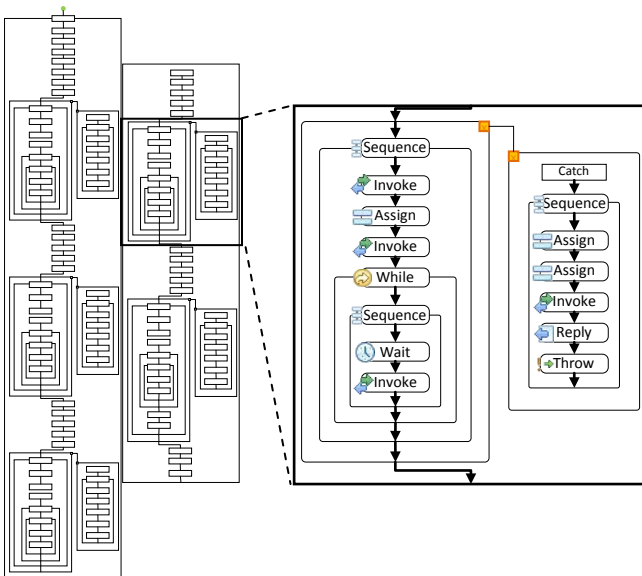 Sequence
Invoke
Assign
Invoke
While
Sequence
Wait
Invoke
Catch
Sequence
Assign
Assign
Invoke
Reply
Throw